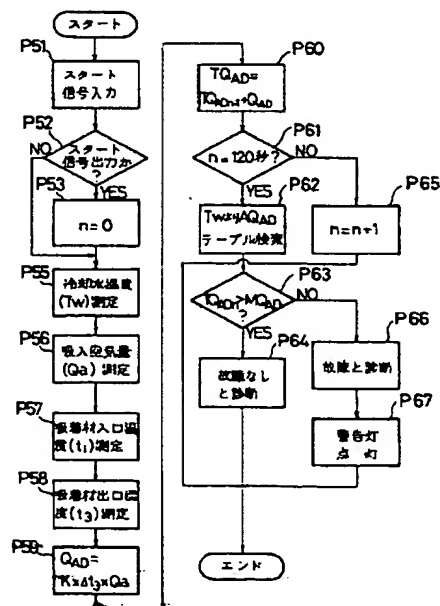 スタート
P51
スタート
信号入力
P52
スタート
信号出力か
?
NO
YES
P53
n=0
P55
冷却水温度
(Tw)測定
P56
吸入空気量
(Qa)測定
P57
吸着材入口温
度(t₁)測定
P58
吸着材出口温
度(t₃)測定
P59
QAD=
K×Δt₃×Qa
P60
TQAD=
TQADn-1+QAD
P61
n=120秒?
NO
YES
P62
TwよりAQAD
テーブル検索
P65
n=n+1
P63
TQADn>MQAD
?
NO
YES
P64
故障なし
と診断
P66
故障と診断
P67
警告灯
点灯
エンド